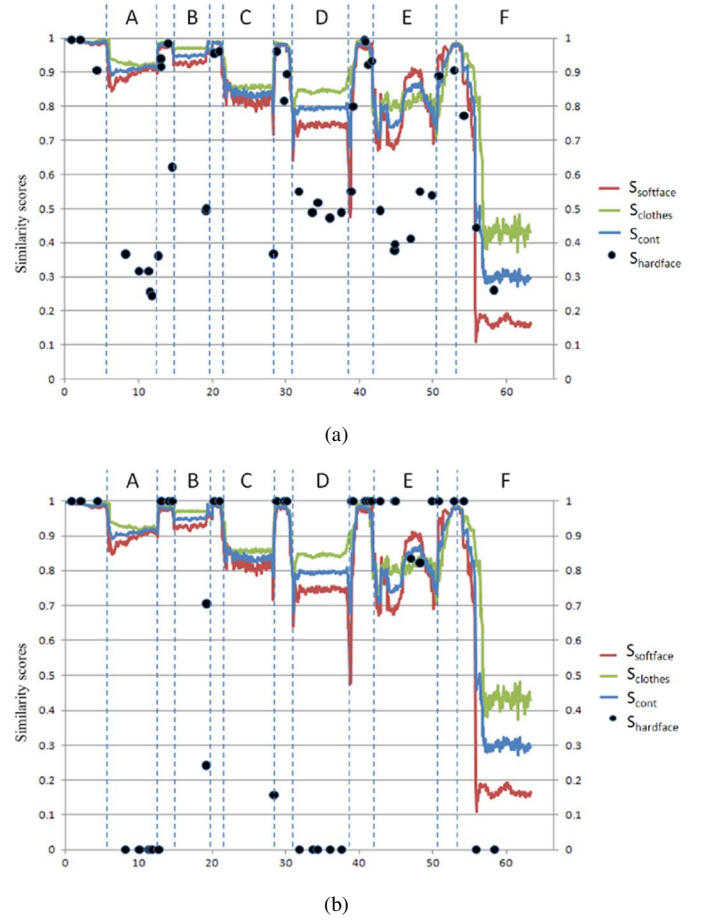 A B C D E F
1 1
0.9 0.9
0.8 0.8
0.7 0.7
0.6 0.6
0.5 0.5
0.4 0.4
0.3 0.3
0.2 0.2
0.1 0.1
0 0
0 10 20 30 40 50 60
Similarity scores
Ssoftface
Sclothes
Scont
Shardface
(a)
A B C D E F
1 1
0.9 0.9
0.8 0.8
0.7 0.7
0.6 0.6
0.5 0.5
0.4 0.4
0.3 0.3
0.2 0.2
0.1 0.1
0 0
0 10 20 30 40 50 60
Similarity scores
Ssoftface
Sclothes
Scont
Shardface
(b)